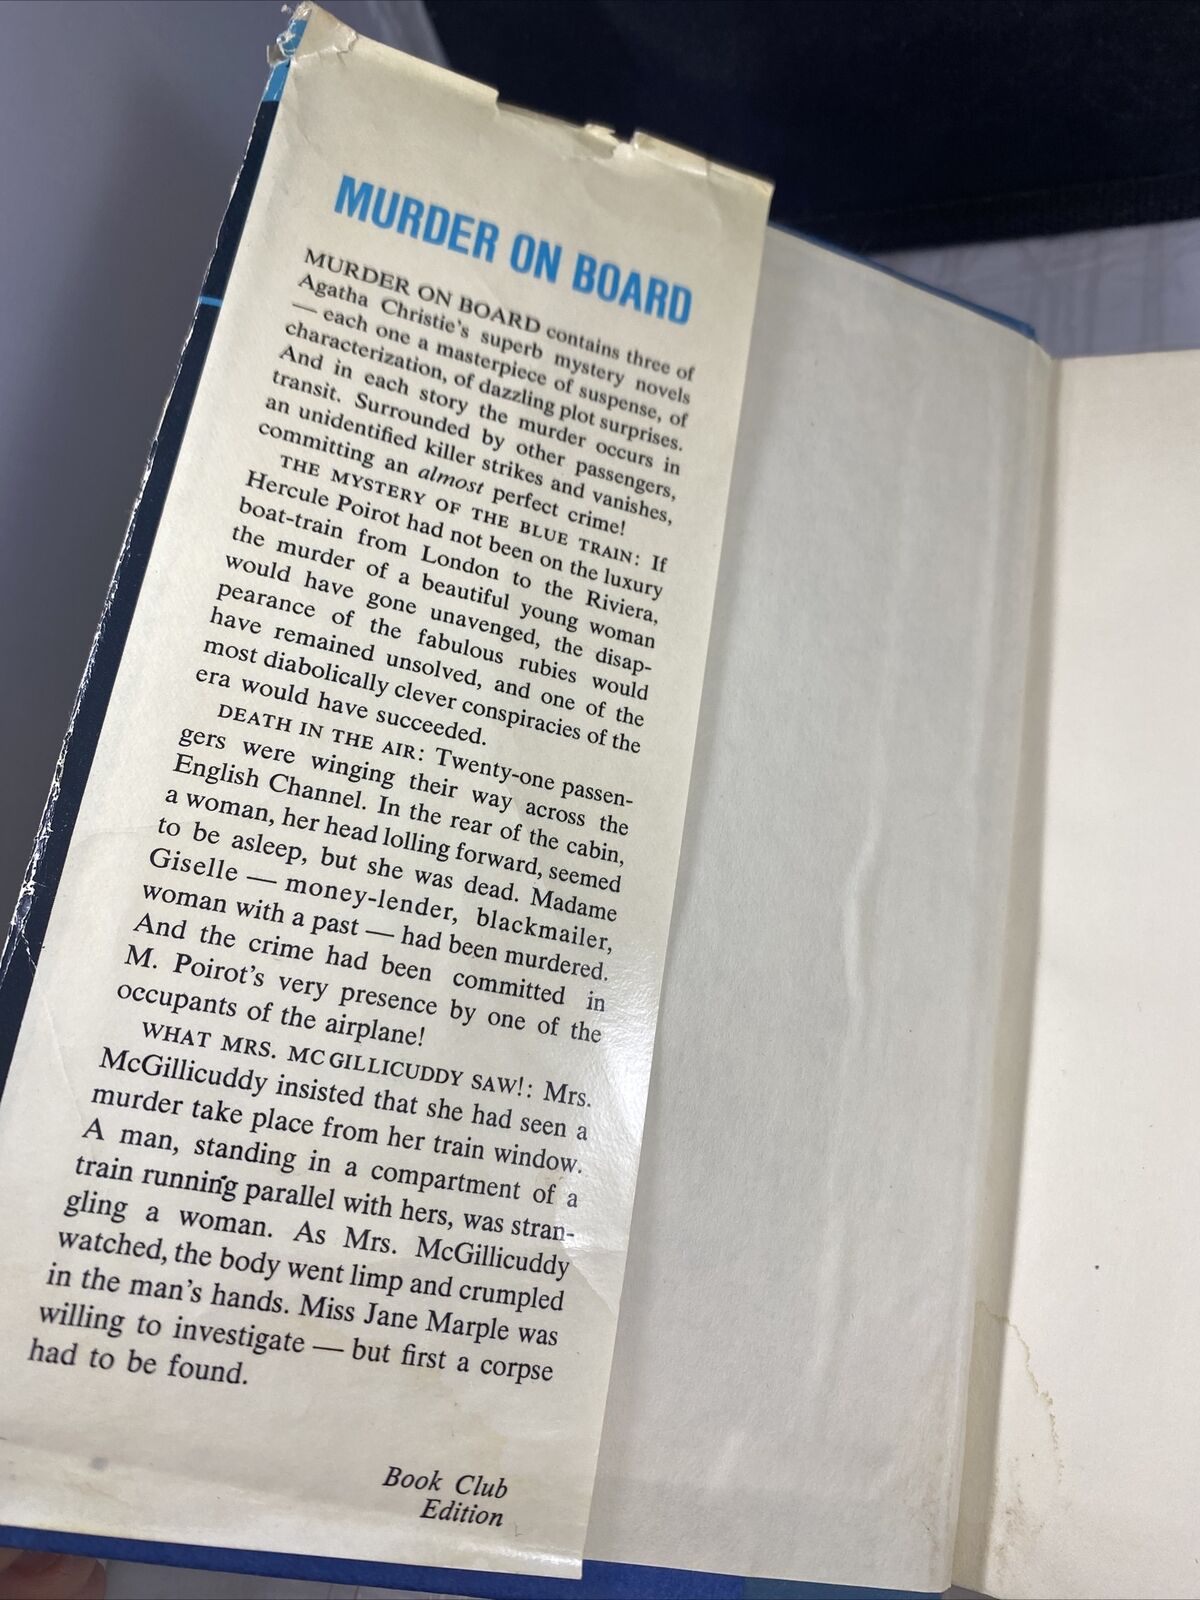 MURDER ON BOARD
MURDER ON BOARD contains three of
Agatha Christie's superb mystery novels
— each one a masterpiece of suspense, of
characterization, of dazzling plot surprises.
And in each story the murder occurs in
transit. Surrounded by other passengers,
an unidentified killer strikes and vanishes,
committing an almost perfect crime!
THE MYSTERY OF THE BLUE TRAIN: If
Hercule Poirot had not been on the luxury
boat-train from London to the Riviera,
the murder of a beautiful young woman
would have gone unavenged, the disap-
pearance of the fabulous rubies would
have remained unsolved, and one of the
most diabolically clever conspiracies of the
era would have succeeded.
DEATH IN THE AIR: Twenty-one passen-
gers were winging their way across the
English Channel. In the rear of the cabin,
a woman, her head lolling forward, seemed
to be asleep, but she was dead. Madame
Giselle — money-lender, blackmailer,
woman with a past — had been murdered.
And the crime had been committed in
M. Poirot's very presence by one of the
occupants of the airplane!
WHAT MRS. MCGILLICUDDY SAW!: Mrs.
McGillicuddy insisted that she had seen a
murder take place from her train window.
A man, standing in a compartment of a
train running parallel with hers, was stran-
gling a woman. As Mrs. McGillicuddy
watched, the body went limp and crumpled
in the man's hands. Miss Jane Marple was
willing to investigate — but first a corpse
had to be found.
Book Club
Edition